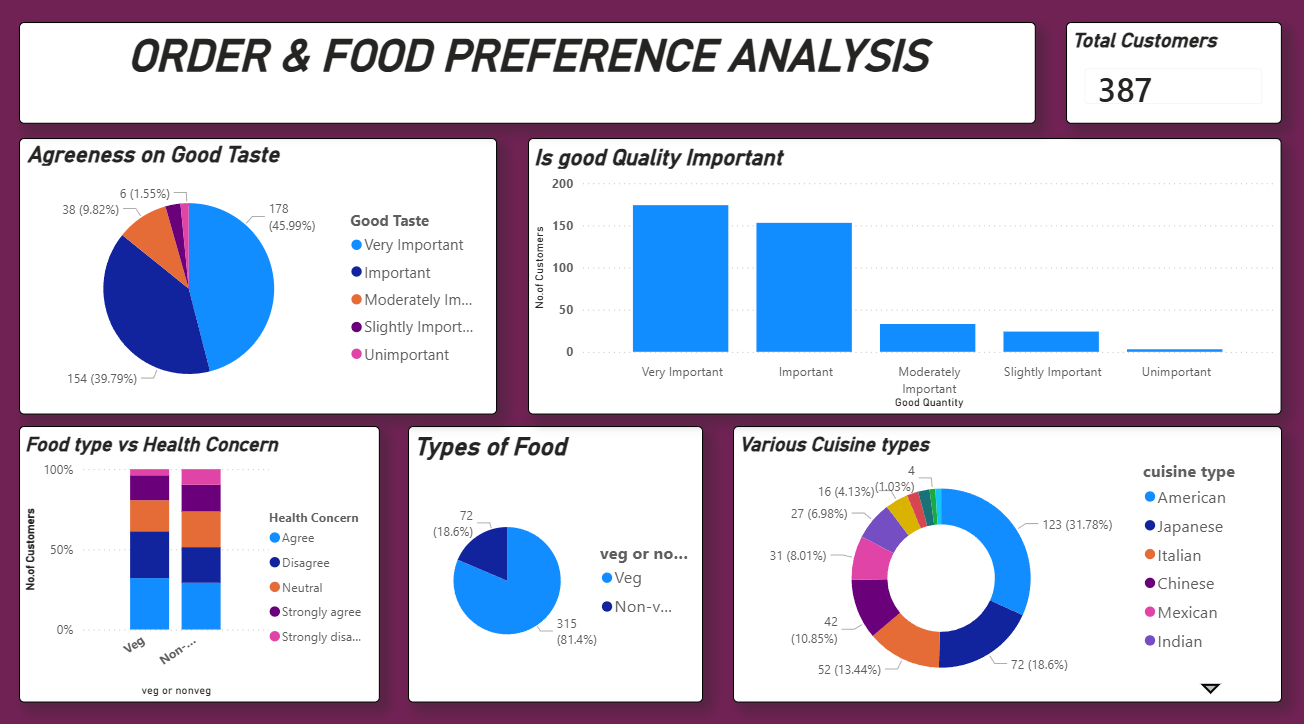 ORDER & FOOD PREFERENCE ANALYSIS
Total Customers
387
Agreeness on Good Taste
6 (1.55%)
38 (9.82%)
178
(45.99%)
154 (39.79%)
Good Taste
Very Important
Important
Moderately Im...
Slightly Import...
Unimportant
Is good Quality Important
No.of Customers
200
150
100
50
0
Very Important
Important
Moderately
Important
Slightly Important
Unimportant
Good Quantity
Food type vs Health Concern
No.of Customers
100%
50%
0%
Veg
Non-...
veg or nonveg
Health Concern
Agree
Disagree
Neutral
Strongly agree
Strongly disa...
Types of Food
72
(18.6%)
315
(81.4%)
veg or no...
Veg
Non-v...
Various Cuisine types
4
(1.03%)
16 (4.13%)
27 (6.98%)
31 (8.01%)
42
(10.85%)
52 (13.44%)
72 (18.6%)
123 (31.78%)
cuisine type
American
Japanese
Italian
Chinese
Mexican
Indian